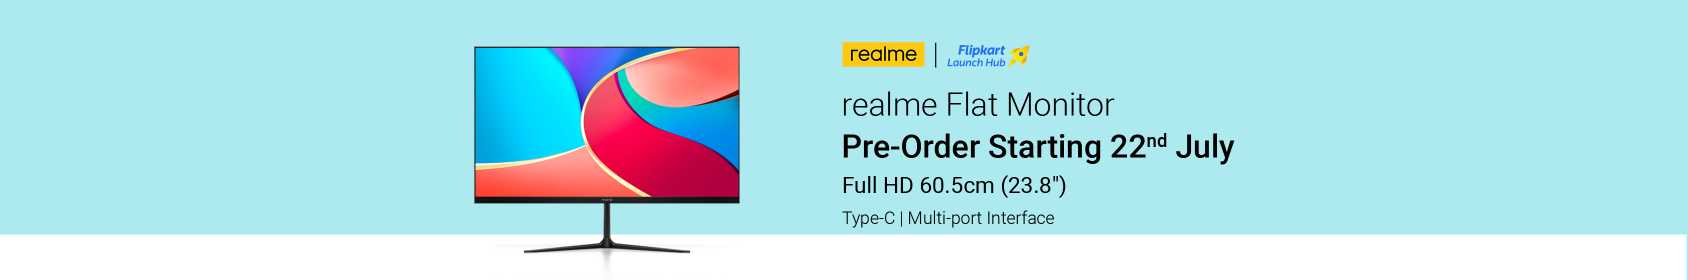 realme | Flipkart
Launch Hub
realme Flat Monitor
Pre-Order Starting 22nd July
Full HD 60.5cm (23.8")
Type-C | Multi-port Interface